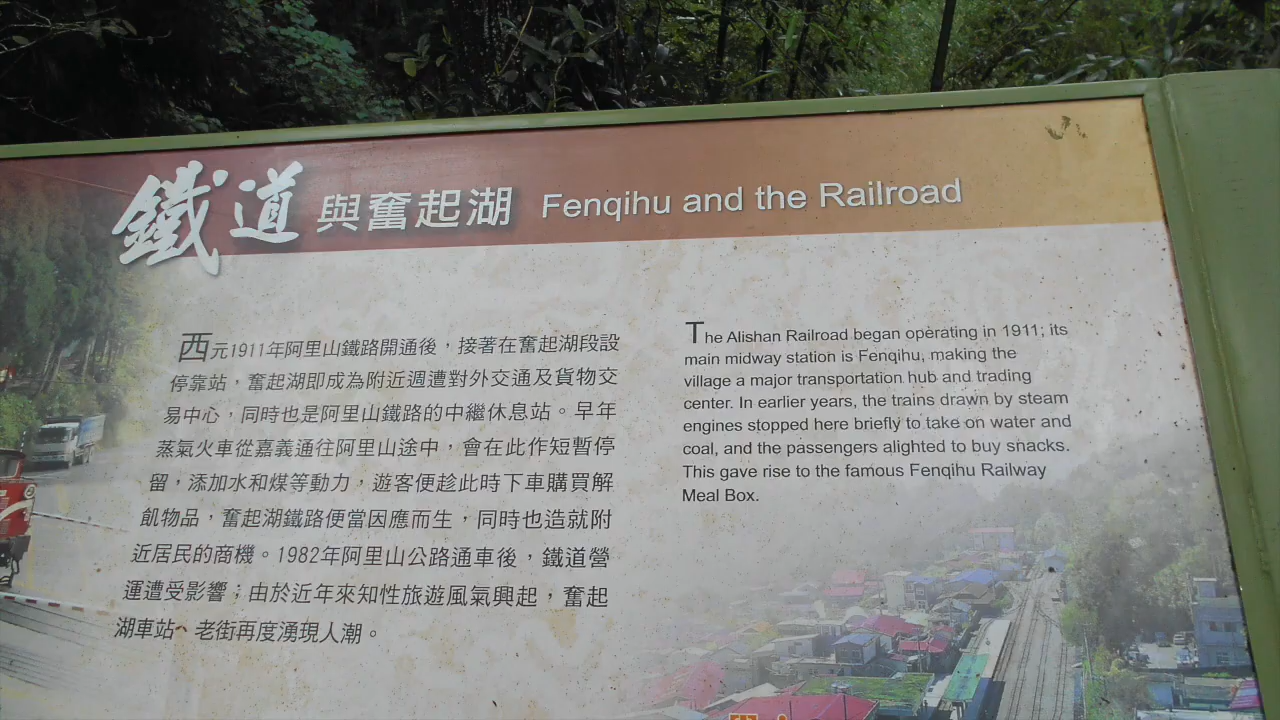 鐵道與奮起湖 Fenqihu and the Railroad
西元1911年阿里山鐵路開通後，接著在奮起湖段設
停靠站，奮起湖即成為附近週遭對外交通及貨物交
易中心，同時也是阿里山鐵路的中繼休息站。早年
蒸氣火車從嘉義通往阿里山途中，會在此作短暫停
留，添加水和煤等動力，遊客便趁此時下車購買解
飢物品，奮起湖鐵路便當因應而生，同時也造就附
近居民的商機。1982年阿里山公路通車後，鐵道營
運遭受影響；由於近年來知性旅遊風氣興起，奮起
湖車站、老街再度湧現人潮。
The Alishan Railroad began operating in 1911; its
main midway station is Fenqihu, making the
village a major transportation hub and trading
center. In earlier years, the trains drawn by steam
engines stopped here briefly to take on water and
coal, and the passengers alighted to buy snacks.
This gave rise to the famous Fenqihu Railway
Meal Box.